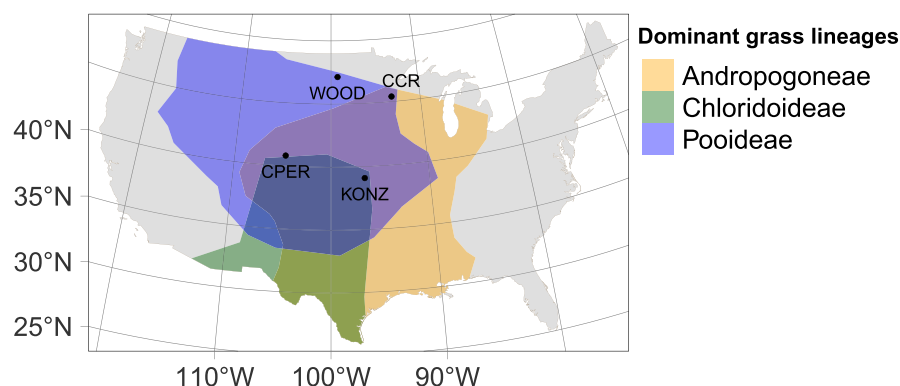 Dominant grass lineages
Andropogoneae
Chloridoideae
Pooideae
CCR
WOOD
CPER
KONZ
40°N
35°N
30°N
25°N
110°W 100°W 90°W